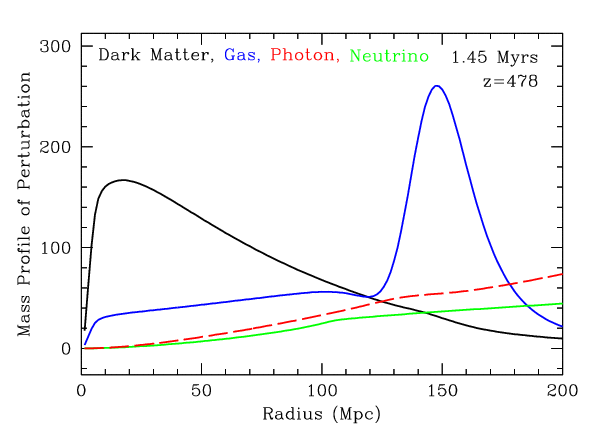 Dark Matter, Gas, Photon, Neutrino 1.45 Myrs
z=478
Mass Profile of Perturbation
300
200
100
0
0 50 100 150 200
Radius (Mpc)